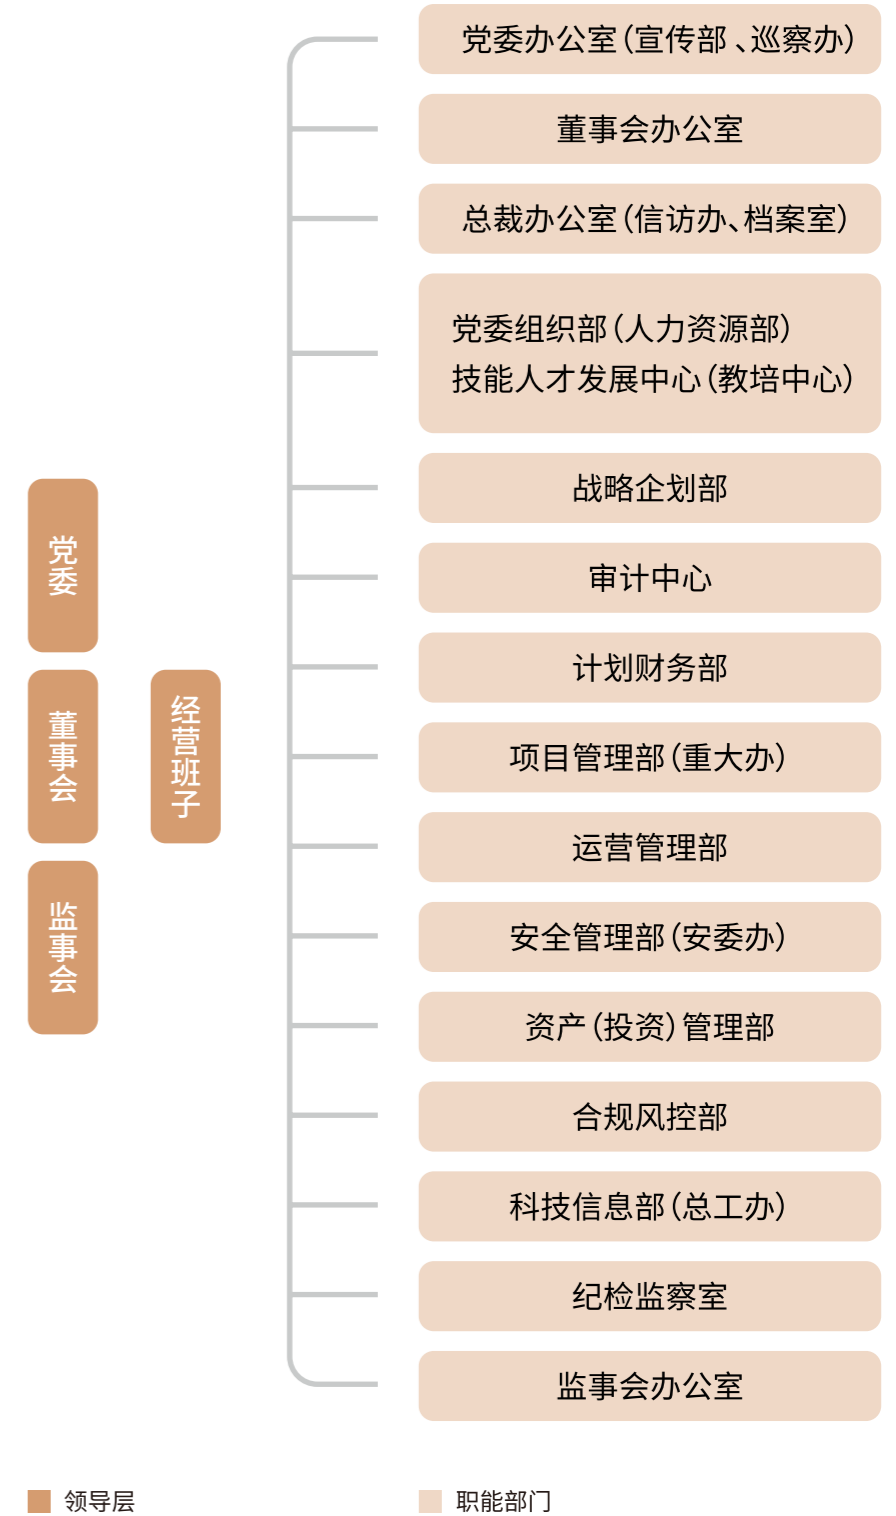 党委
董事会
监事会
经营班子
党委办公室（宣传部、巡察办）
董事会办公室
总裁办公室（信访办、档案室）
党委组织部（人力资源部）
技能人才发展中心（教培中心）
战略企划部
审计中心
计划财务部
项目管理部（重大办）
运营管理部
安全管理部（安委办）
资产（投资）管理部
合规风控部
科技信息部（总工办）
纪检监察室
监事会办公室
领导层
职能部门